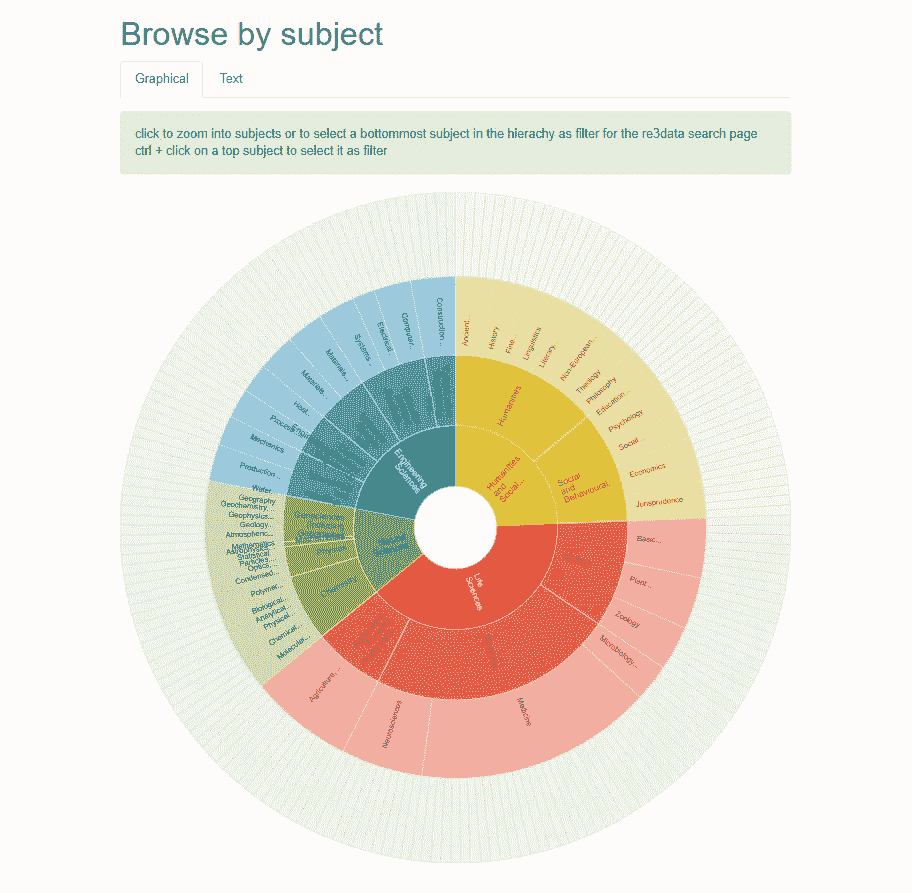 Browse by subject
Graphical
Text
click to zoom into subjects or to select a bottommost subject in the hierachy as filter for the re3data search page
ctrl + click on a top subject to select it as filter
Humanities
and
Social...
Humanities
Social
and
Behavioural...
Ancient...
History
Fine...
Linguistics
Literary...
Non-European...
Theology
Philosophy
Education...
Psychology
Social...
Economics
Jurisprudence
Life
Sciences
Basic...
Plant...
Zoology
Microbiology...
Medicine
Neurosciences
Agriculture, ...
Molecular...
Chemical...
Physical...
Analytical...
Biological...
Polymer...
Condensed...
Optics,...
Particles...
Statistical
Astrophysics...
Mathematics
Atmospheric...
Geology...
Geophysics...
Geochemistry,...
Geography
Water
Engineering
Sciences
Production...
Mechanics
Process
Heat...
Materials...
Materials...
Systems...
Electrical...
Computer...
Construction...